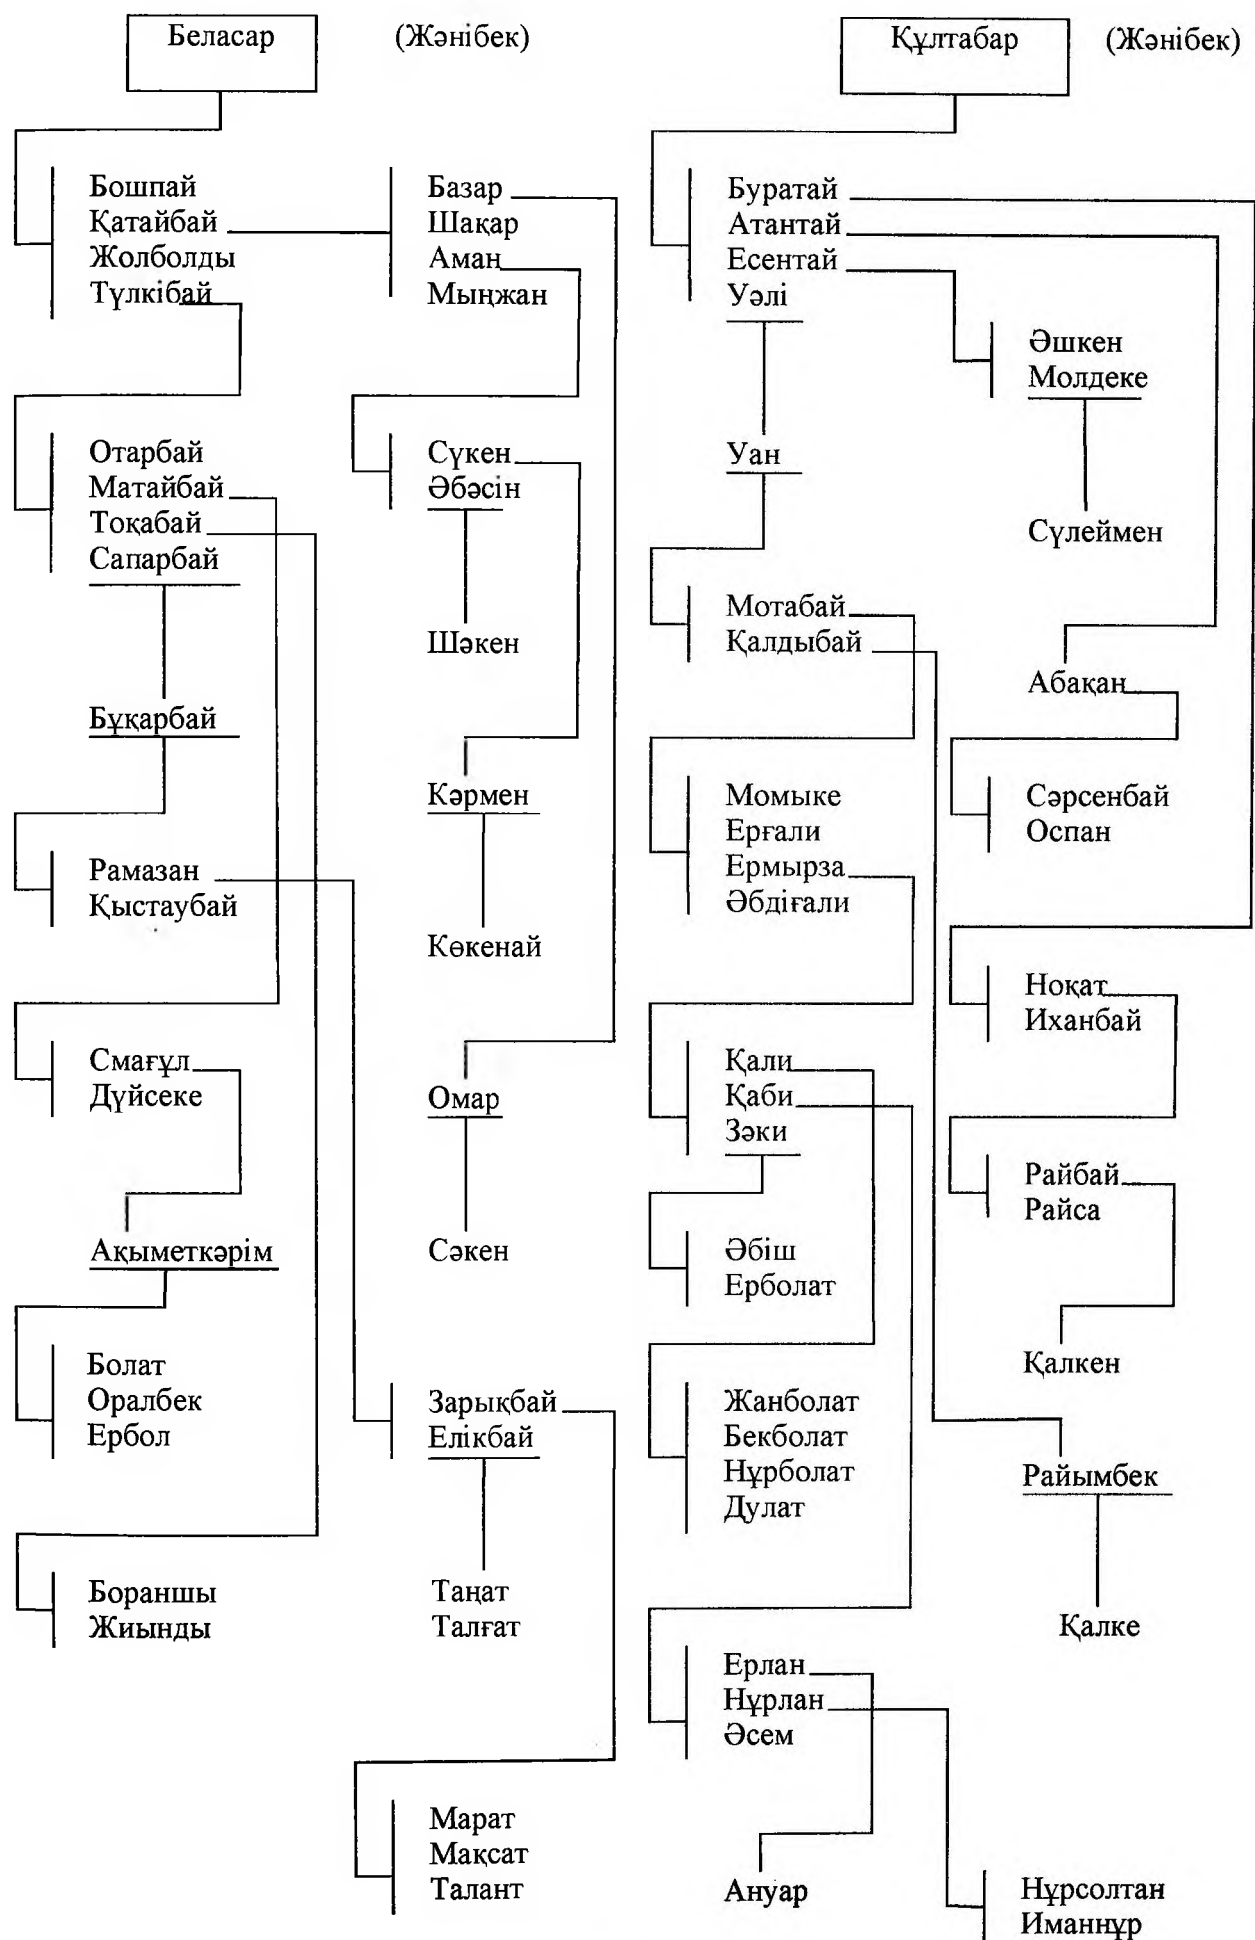 Беласар (Жәнібек)
Бошпай
Қатайбай
Жолболды
Түлкібай
Базар
Шақар
Аман
Мыңжан
Отарбай
Матайбай
Тоқабай
Сапарбай
Сүкен
Әбәсін
Шәкен
Бұқарбай
Кәрмен
Рамазан
Қыстаубай
Көкенай
Смағұл
Дүйсеке
Омар
Ақыметкәрім
Сәкен
Болат
Оралбек
Ербол
Зарықбай
Елікбай
Бораншы
Жиынды
Таңат
Талғат
Марат
Мақсат
Талант
Құлтабар (Жәнібек)
Буратай
Атантай
Есентай
Уәлі
Әшкен
Молдеке
Уан
Сүлеймен
Мотабай
Қалдыбай
Абақан
Момыке
Ерғали
Ермырза
Әбдіғали
Сәрсенбай
Оспан
Ноқат
Иханбай
Қали
Қаби
Зәки
Райбай
Райса
Әбіш
Ерболат
Қалкен
Жанболат
Бекболат
Нұрболат
Дулат
Райымбек
Қалке
Ерлан
Нұрлан
Әсем
Ануар
Нұрсолтан
Иманнұр